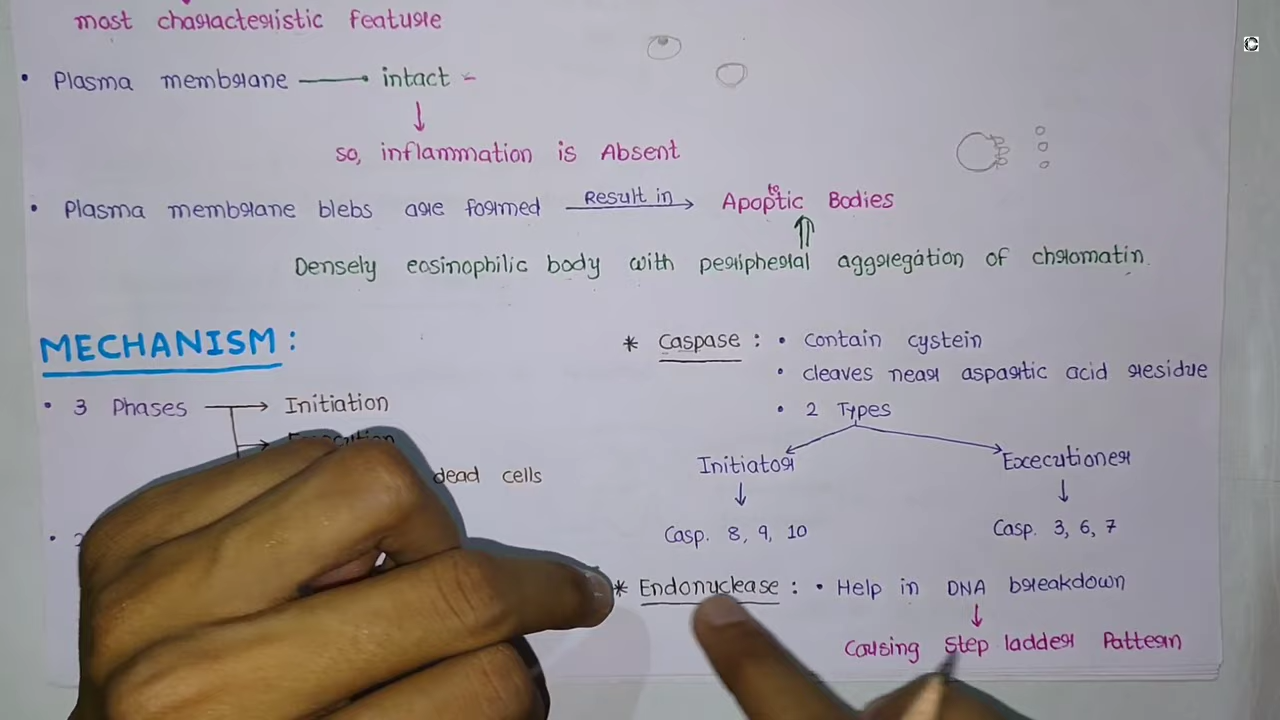 most characteristic feature
• Plasma membrane → intact -
↓
so, inflammation is Absent
• Plasma membrane blebs are formed Result in → Apoptotic Bodies
⇑
Densely eosinophilic body with peripheral aggregation of chromatin.
MECHANISM:
• 3 Phases → Initiation
dead cells
* Caspase : • contain cystein
• cleaves near aspartic acid residue
• 2 Types
Initiator Executioner
↓ ↓
Casp. 8, 9, 10 Casp. 3, 6, 7
* Endonuclease : • Help in DNA breakdown
↓
Causing Step ladder Pattern